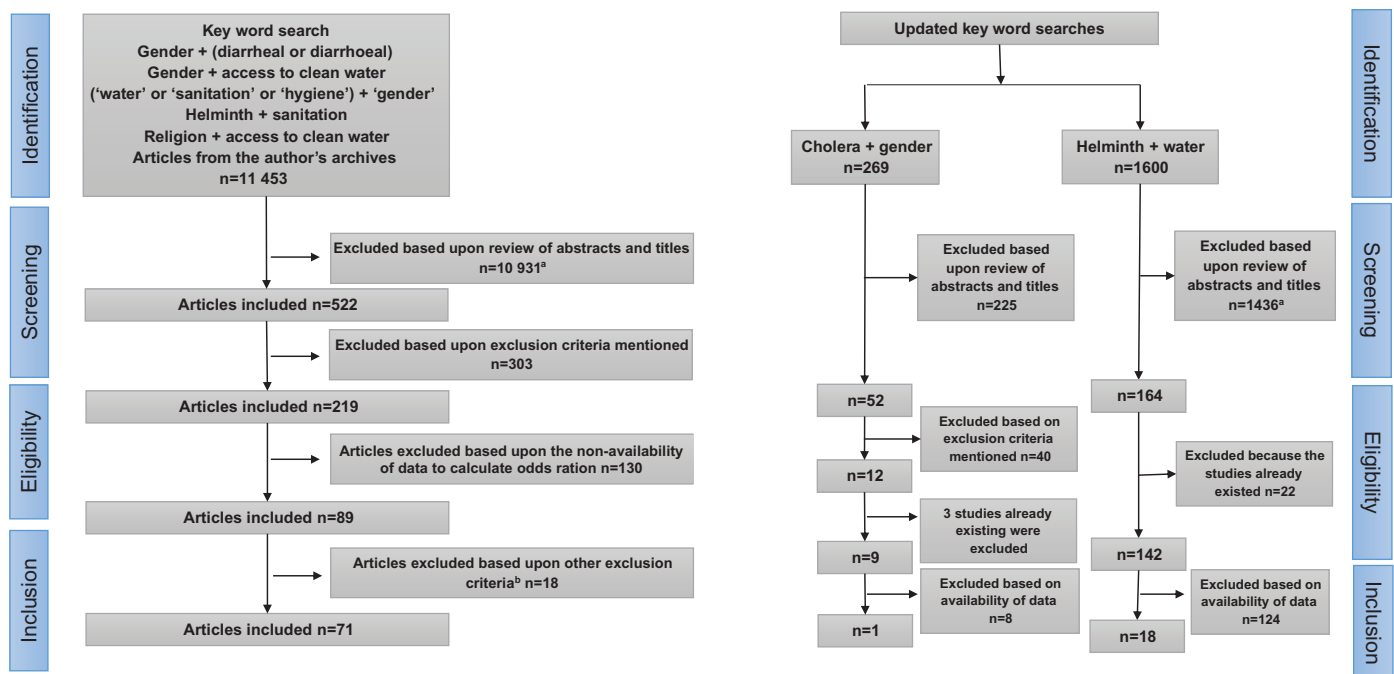 Identification
Key word search
Gender + (diarrheal or diarrhoeal)
Gender + access to clean water
(‘water’ or ‘sanitation’ or ‘hygiene’) + ‘gender’
Helminth + sanitation
Religion + access to clean water
Articles from the author’s archives
n=11 453
Screening
Excluded based upon review of abstracts and titles
n=10 931ᵃ
Articles included n=522
Excluded based upon exclusion criteria mentioned
n=303
Eligibility
Articles included n=219
Articles excluded based upon the non-availability
of data to calculate odds ration n=130
Articles included n=89
Inclusion
Articles excluded based upon other exclusion
criteriaᵇ n=18
Articles included n=71
Updated key word searches
Identification
Cholera + gender
n=269
Helminth + water
n=1600
Screening
Excluded based
upon review of
abstracts and titles
n=225
Excluded based
upon review of
abstracts and titles
n=1436ᵃ
n=52
n=164
Eligibility
Excluded based on
exclusion criteria
mentioned n=40
n=12
Excluded because the
studies already
existed n=22
3 studies already
existing were
excluded
n=9
n=142
Inclusion
Excluded based on
availability of data
n=8
Excluded based on
availability of data
n=124
n=1
n=18